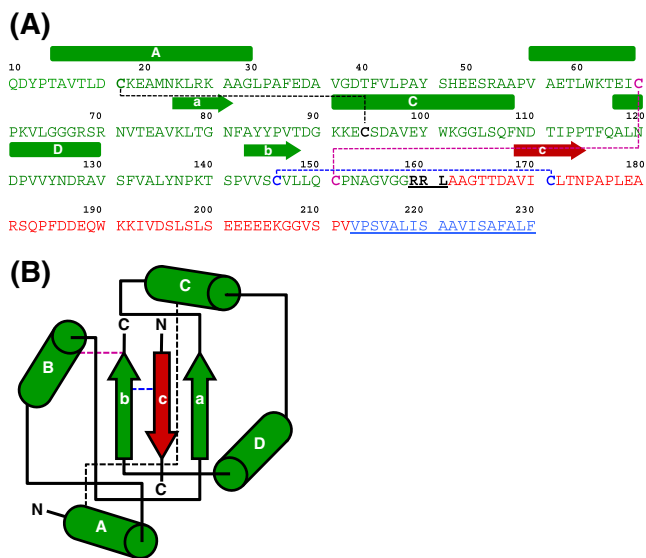 (A)
A
10 20 30 40 50 60
QDYPTAVTLD CKEAMNKLRK AAGLPAFEDA VGDTFVLPAY SHEESRAAPV AETLWKTEIC
a C
70 80 90 100 110 120
PKVLGGGRSR NVTEAVKLTG NFAYYPVTDG KKECSDAVEY WKGGLSQFND TIPPTFQALN
D b c
130 140 150 160 170 180
DPVVYNDRAV SFVALYNPKT SPVVSCVLLQ CPNAGVGGRR LAAGTTDAVI CLTNPAPLEA
190 200 210 220 230
RSQPFDDEQW KKIVDSLSLS EEEEEKGGVS PVVPSVALIS AAVISAFALF
(B)
C
C N
B
b c a
D
C
N
A